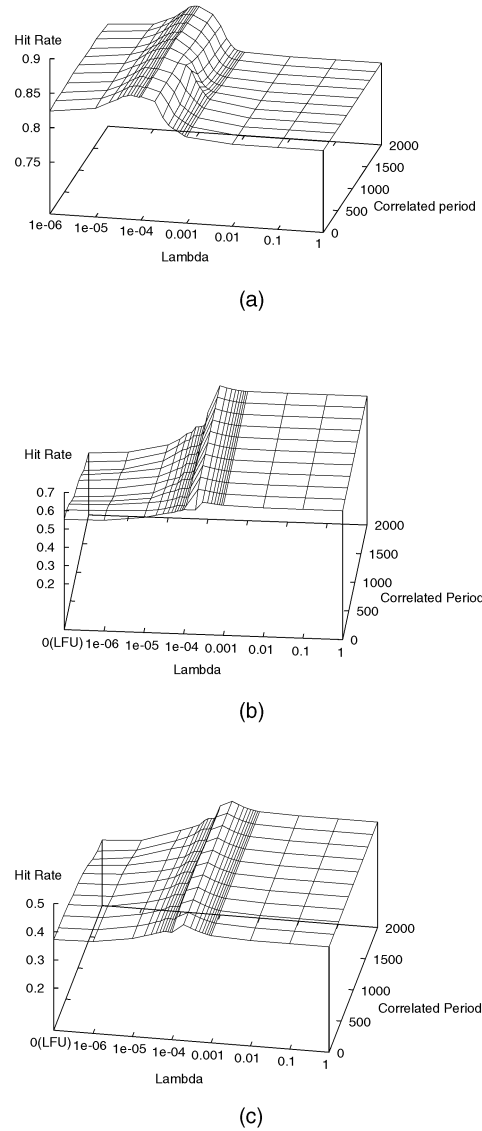 Hit Rate
0.9
0.85
0.8
0.75
1e-06 1e-05 1e-04 0.001 0.01 0.1 1
Lambda
0 500 1000 1500 2000
Correlated period
(a)
Hit Rate
0.7
0.6
0.5
0.4
0.3
0.2
0(LFU) 1e-06 1e-05 1e-04 0.001 0.01 0.1 1
Lambda
0 500 1000 1500 2000
Correlated Period
(b)
Hit Rate
0.5
0.4
0.3
0.2
0(LFU) 1e-06 1e-05 1e-04 0.001 0.01 0.1 1
Lambda
0 500 1000 1500 2000
Correlated Period
(c)